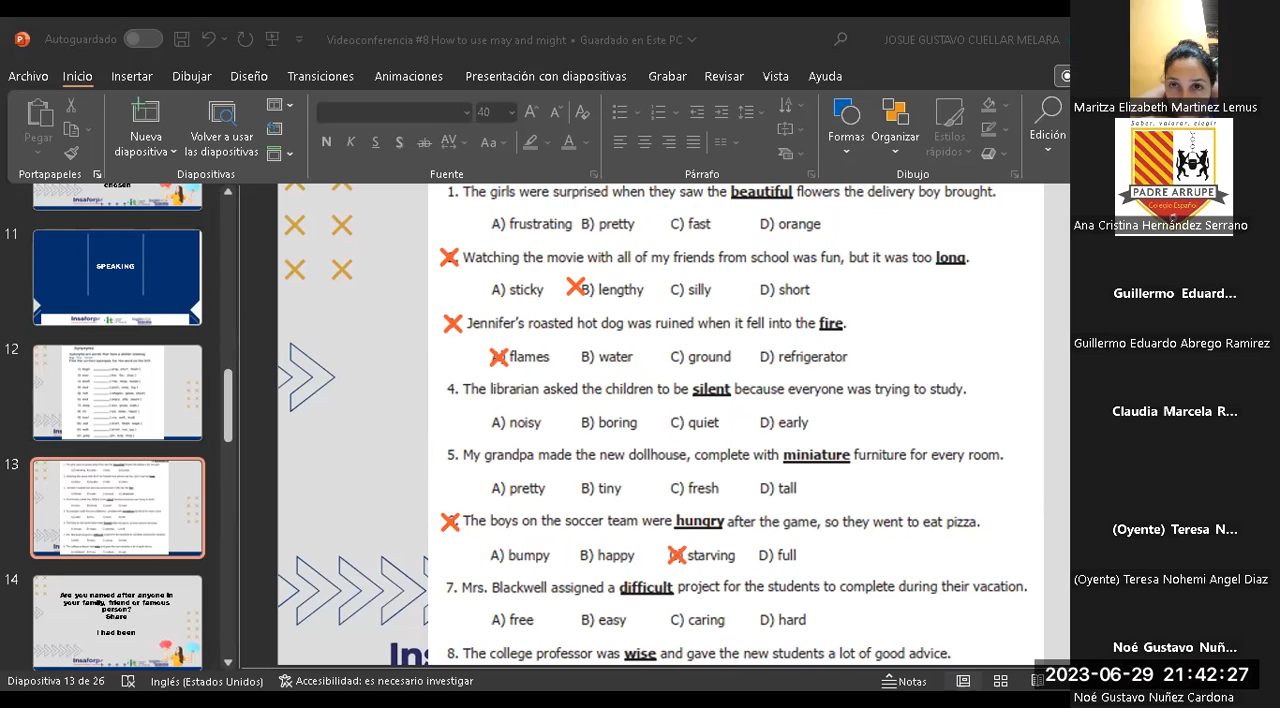 Autoguardado
Videoconferencia #8 How to use may and might • Guardado en Este PC
JOSUE GUSTAVO CUELLAR MELARA
Archivo Inicio Insertar Dibujar Diseño Transiciones Animaciones Presentación con diapositivas Grabar Revisar Vista Ayuda
Pegar
Nueva diapositiva
Volver a usar las diapositivas
40
N K S S ab AV Aa A
Formas Organizar Estilos rápidos Edición
Portapapeles Diapositivas Fuente Párrafo Dibujo
chosen
11
SPEAKING
Insaforp
12
13
14
Are you named after anyone in
your family, friend or famous
person?
Share
I had been
1. The girls were surprised when they saw the beautiful flowers the delivery boy brought.
A) frustrating B) pretty C) fast D) orange
Watching the movie with all of my friends from school was fun, but it was too long.
A) sticky B) lengthy C) silly D) short
Jennifer's roasted hot dog was ruined when it fell into the fire.
flames B) water C) ground D) refrigerator
4. The librarian asked the children to be silent because everyone was trying to study.
A) nosy B) boring C) quiet D) early
5. My grandpa made the new dollhouse, complete with miniature furniture for every room.
A) pretty B) tiny C) fresh D) tall
The boys on the soccer team were hungry after the game, so they went to eat pizza.
A) bumpy B) happy starving D) full
7. Mrs. Blackwell assigned a difficult project for the students to complete during their vacation.
A) free B) easy C) caring D) hard
8. The college professor was wise and gave the new students a lot of good advice.
Ins
Diapositiva 13 de 26 Inglés (Estados Unidos) Accesibilidad: es necesario investigar Notas
Maritza Elizabeth Martinez Lemus
Saber, valorar, elegir
PADRE ARRUPE
Colegio Español
Ana Cristina Hernández Serrano
Guillermo Eduard...
Guillermo Eduardo Abrego Ramirez
Claudia Marcela R...
(Oyente) Teresa N...
(Oyente) Teresa Nohemi Angel Diaz
Noé Gustavo Nuñ...
2023-06-29 21:42:27
Noé Gustavo Nuñez Cardona